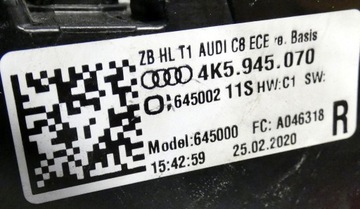 ZB HL T1 AUDI C8 ECE re. Basis
4K5.945.070
645002 11S HW:C1 SW:
Model:645000 FC: A046318
15:42:59 25.02.2020 R